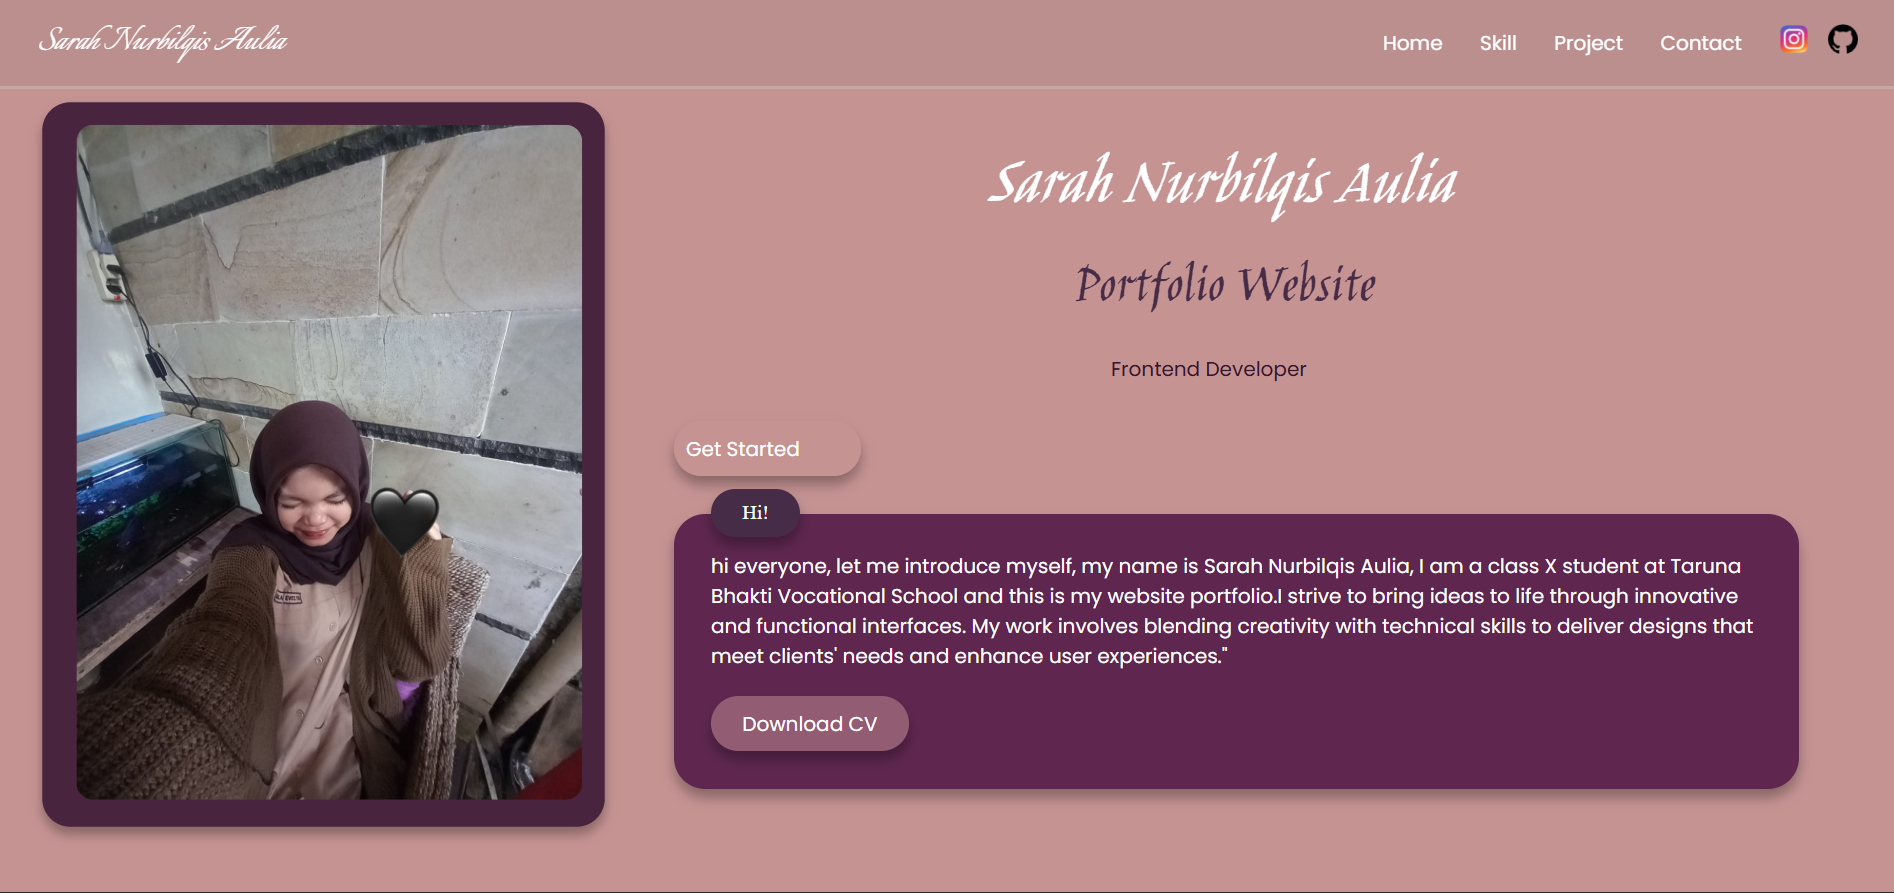 Sarah Nurbilqis Aulia
Home Skill Project Contact
Sarah Nurbilqis Aulia
Portfolio Website
Frontend Developer
Get Started
Hi!
hi everyone, let me introduce myself, my name is Sarah Nurbilqis Aulia, I am a class X student at Taruna
Bhakti Vocational School and this is my website portfolio.I strive to bring ideas to life through innovative
and functional interfaces. My work involves blending creativity with technical skills to deliver designs that
meet clients' needs and enhance user experiences."
Download CV